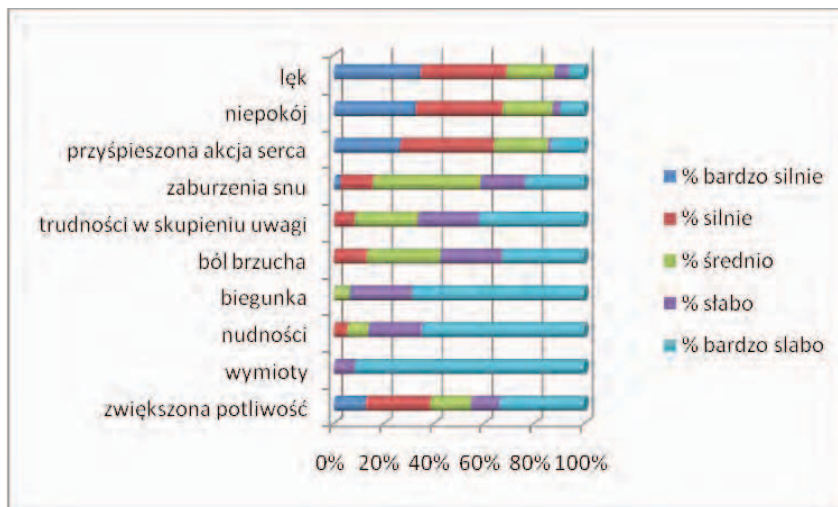 lęk
niepokój
przyśpieszona akcja serca
zaburzenia snu
trudności w skupieniu uwagi
ból brzucha
biegunka
nudności
wymioty
zwiększona potliwość
0% 20% 40% 60% 80% 100%
% bardzo silnie
% silnie
% średnio
% słabo
% bardzo slabo